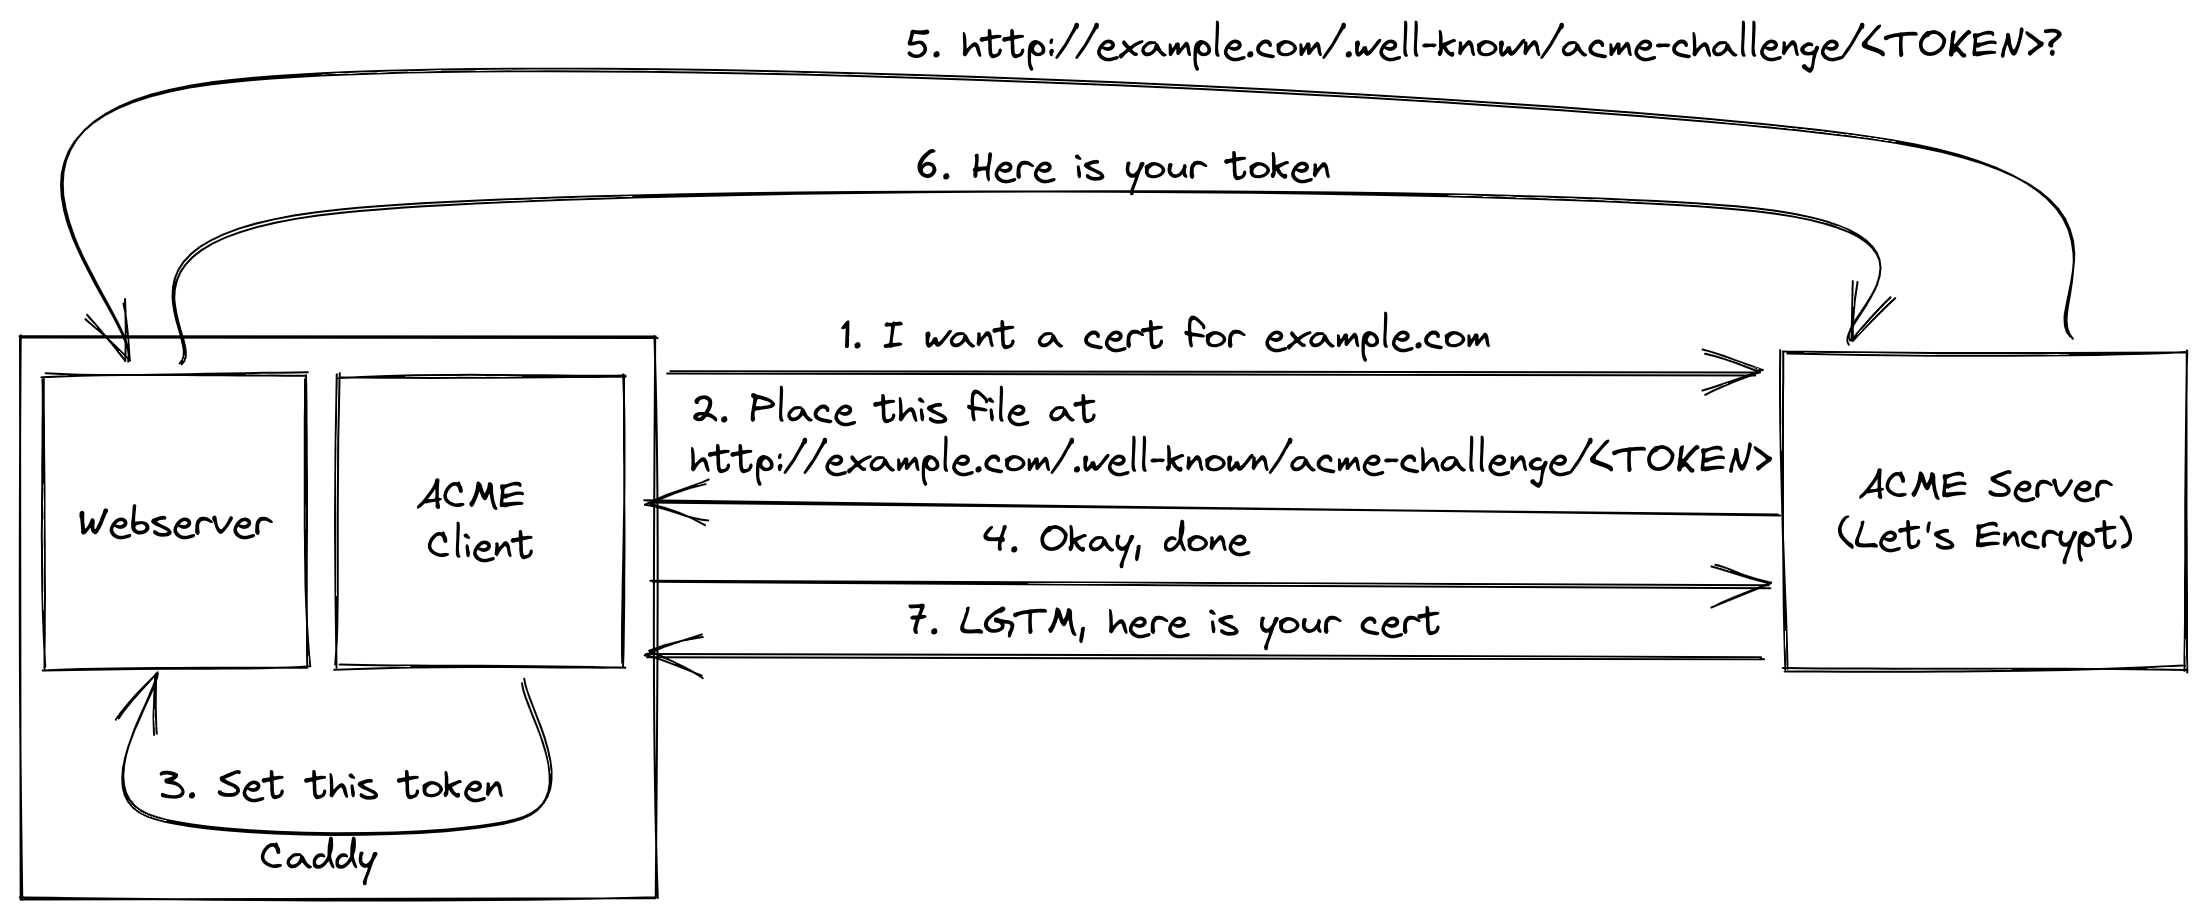 5. http://example.com/.well-known/acme-challenge/<TOKEN>?
6. Here is your token
1. I want a cert for example.com
2. Place this file at
http://example.com/.well-known/acme-challenge/<TOKEN>
4. Okay, done
7. LGTM, here is your cert
Webserver
ACME
Client
ACME Server
(Let's Encrypt)
3. Set this token
Caddy